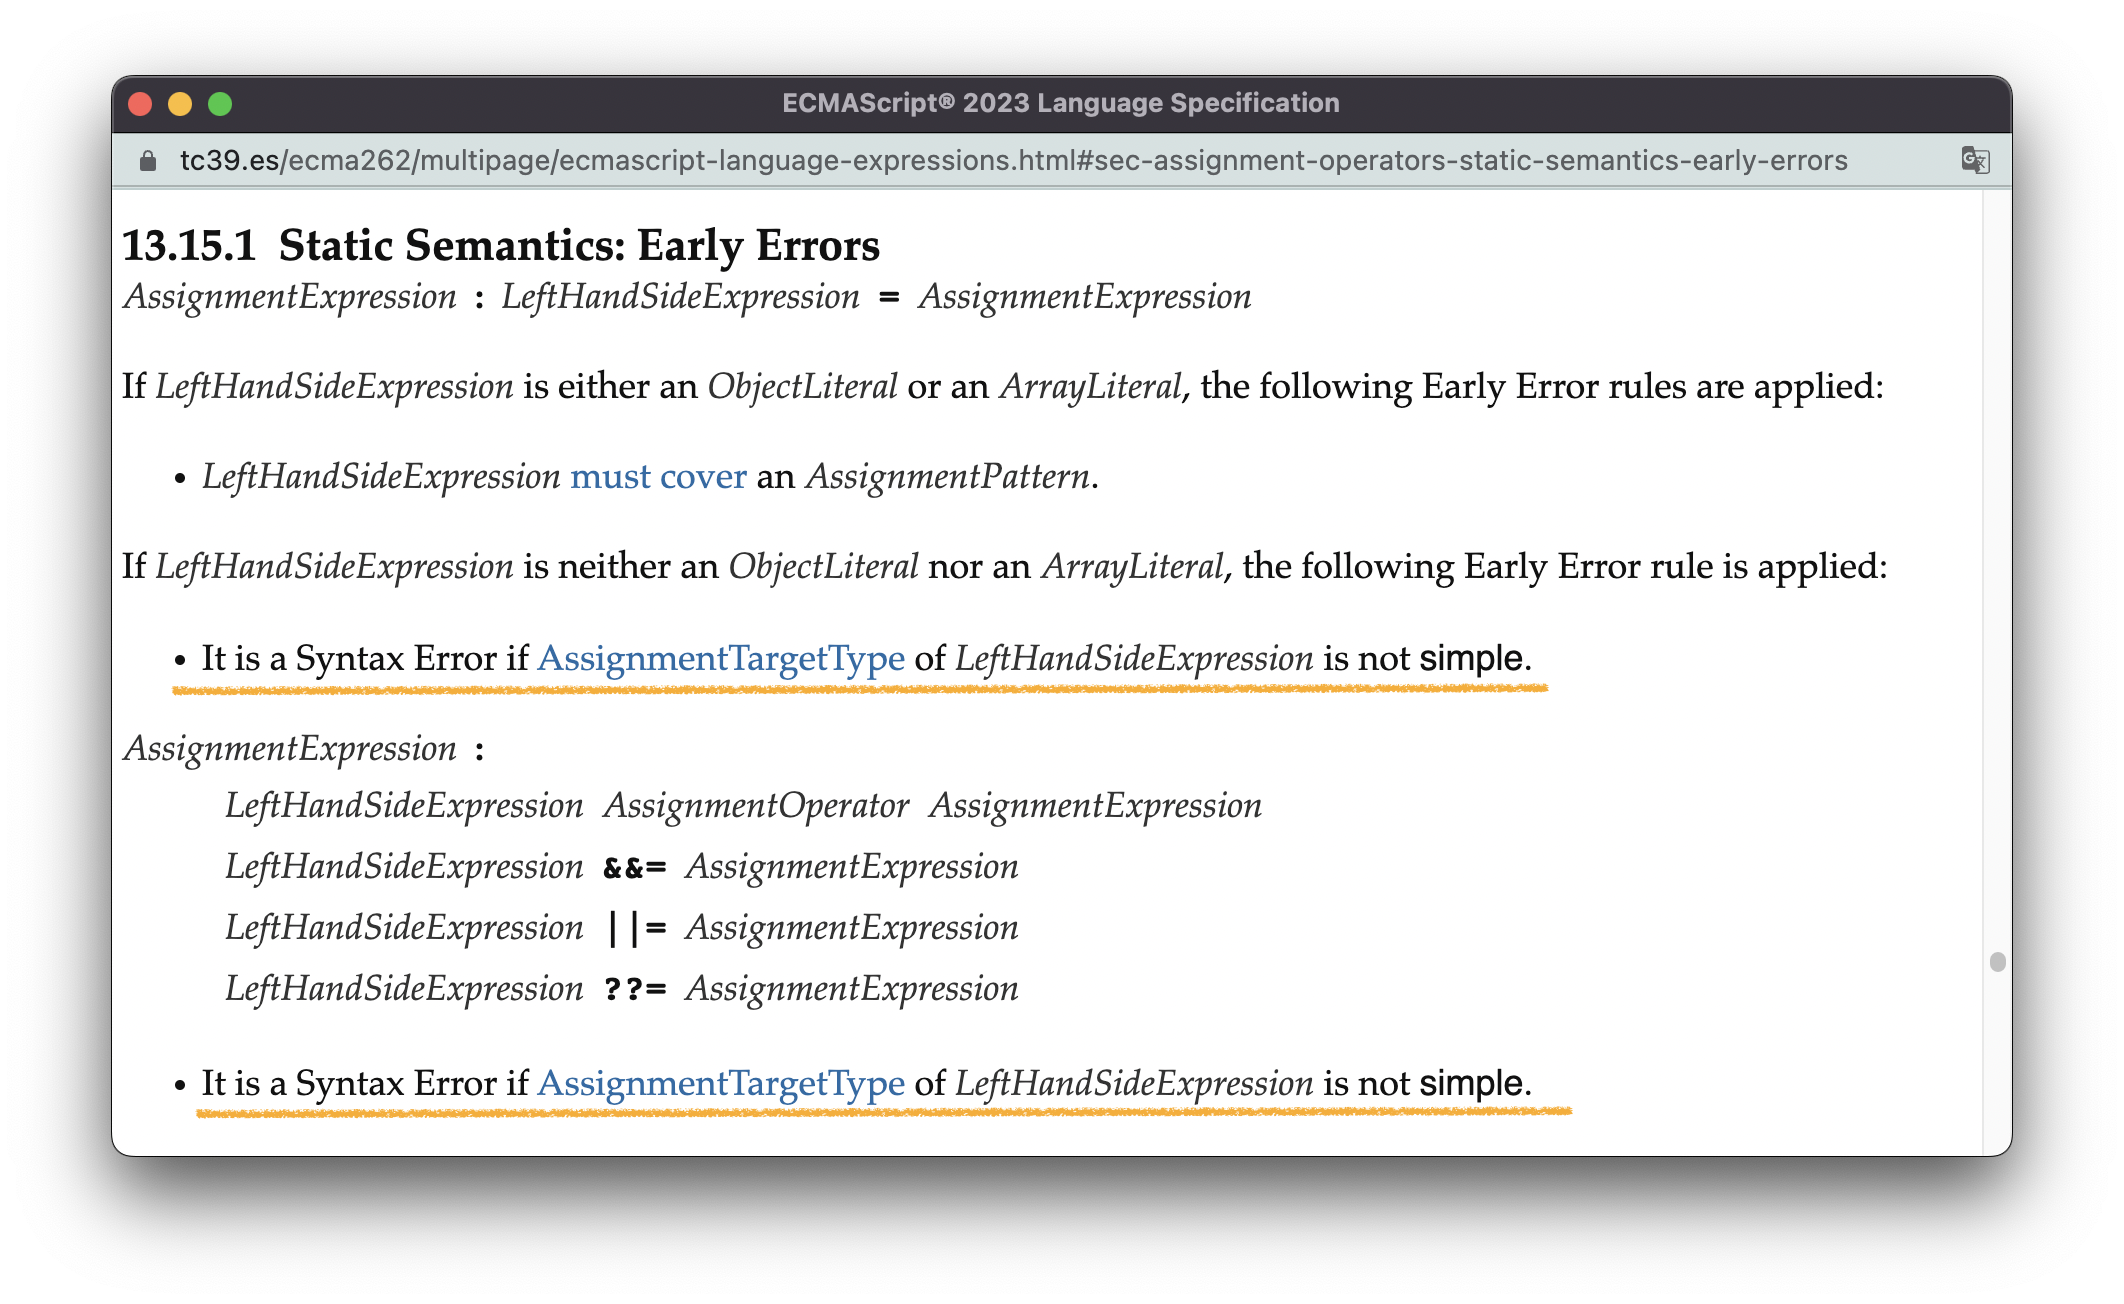 ECMAScript® 2023 Language Specification
tc39.es/ecma262/multipage/ecmascript-language-expressions.html#sec-assignment-operators-static-semantics-early-errors
13.15.1 Static Semantics: Early Errors
AssignmentExpression : LeftHandSideExpression = AssignmentExpression
If LeftHandSideExpression is either an ObjectLiteral or an ArrayLiteral, the following Early Error rules are applied:
• LeftHandSideExpression must cover an AssignmentPattern.
If LeftHandSideExpression is neither an ObjectLiteral nor an ArrayLiteral, the following Early Error rule is applied:
• It is a Syntax Error if AssignmentTargetType of LeftHandSideExpression is not simple.
AssignmentExpression :
LeftHandSideExpression AssignmentOperator AssignmentExpression
LeftHandSideExpression &&= AssignmentExpression
LeftHandSideExpression ||= AssignmentExpression
LeftHandSideExpression ??= AssignmentExpression
• It is a Syntax Error if AssignmentTargetType of LeftHandSideExpression is not simple.